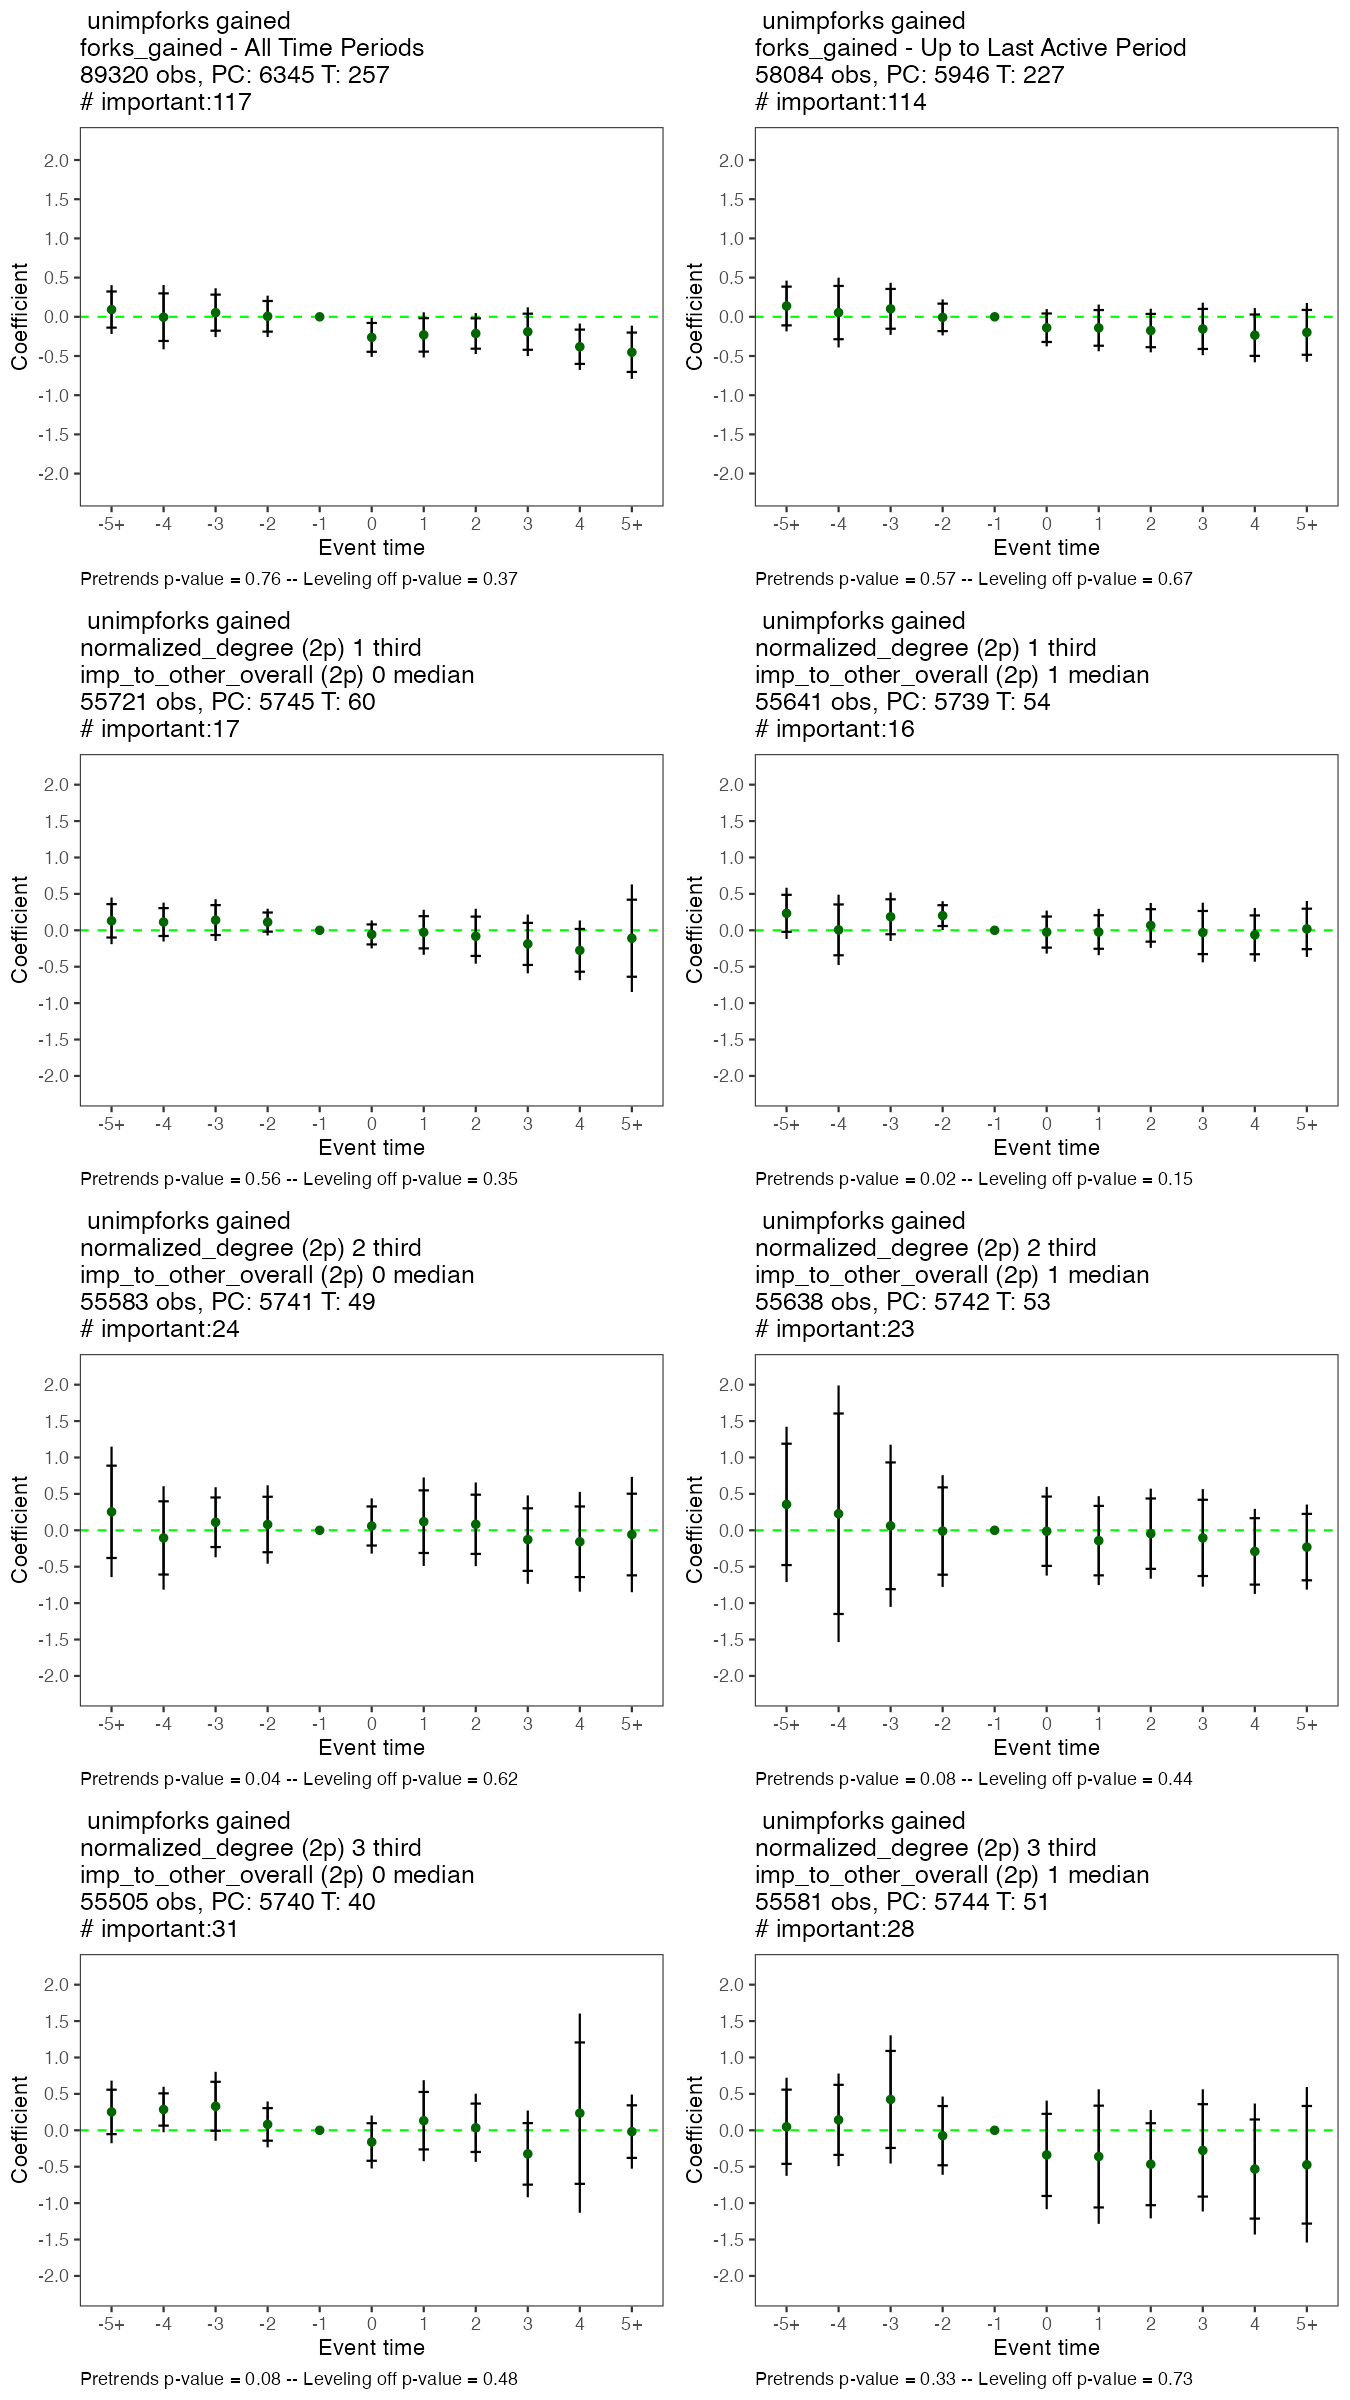 unimpforks gained
forks_gained - All Time Periods
89320 obs, PC: 6345 T: 257
# important:117
Coefficient
2.0
1.5
1.0
0.5
0.0
-0.5
-1.0
-1.5
-2.0
-5+ -4 -3 -2 -1 0 1 2 3 4 5+
Event time
Pretrends p-value = 0.76 -- Leveling off p-value = 0.37
unimpforks gained
forks_gained - Up to Last Active Period
58084 obs, PC: 5946 T: 227
# important:114
Coefficient
2.0
1.5
1.0
0.5
0.0
-0.5
-1.0
-1.5
-2.0
-5+ -4 -3 -2 -1 0 1 2 3 4 5+
Event time
Pretrends p-value = 0.57 -- Leveling off p-value = 0.67
unimpforks gained
normalized_degree (2p) 1 third
imp_to_other_overall (2p) 0 median
55721 obs, PC: 5745 T: 60
# important:17
Coefficient
2.0
1.5
1.0
0.5
0.0
-0.5
-1.0
-1.5
-2.0
-5+ -4 -3 -2 -1 0 1 2 3 4 5+
Event time
Pretrends p-value = 0.56 -- Leveling off p-value = 0.35
unimpforks gained
normalized_degree (2p) 1 third
imp_to_other_overall (2p) 1 median
55641 obs, PC: 5739 T: 54
# important:16
Coefficient
2.0
1.5
1.0
0.5
0.0
-0.5
-1.0
-1.5
-2.0
-5+ -4 -3 -2 -1 0 1 2 3 4 5+
Event time
Pretrends p-value = 0.02 -- Leveling off p-value = 0.15
unimpforks gained
normalized_degree (2p) 2 third
imp_to_other_overall (2p) 0 median
55583 obs, PC: 5741 T: 49
# important:24
Coefficient
2.0
1.5
1.0
0.5
0.0
-0.5
-1.0
-1.5
-2.0
-5+ -4 -3 -2 -1 0 1 2 3 4 5+
Event time
Pretrends p-value = 0.04 -- Leveling off p-value = 0.62
unimpforks gained
normalized_degree (2p) 2 third
imp_to_other_overall (2p) 1 median
55638 obs, PC: 5742 T: 53
# important:23
Coefficient
2.0
1.5
1.0
0.5
0.0
-0.5
-1.0
-1.5
-2.0
-5+ -4 -3 -2 -1 0 1 2 3 4 5+
Event time
Pretrends p-value = 0.08 -- Leveling off p-value = 0.44
unimpforks gained
normalized_degree (2p) 3 third
imp_to_other_overall (2p) 0 median
55505 obs, PC: 5740 T: 40
# important:31
Coefficient
2.0
1.5
1.0
0.5
0.0
-0.5
-1.0
-1.5
-2.0
-5+ -4 -3 -2 -1 0 1 2 3 4 5+
Event time
Pretrends p-value = 0.08 -- Leveling off p-value = 0.48
unimpforks gained
normalized_degree (2p) 3 third
imp_to_other_overall (2p) 1 median
55581 obs, PC: 5744 T: 51
# important:28
Coefficient
2.0
1.5
1.0
0.5
0.0
-0.5
-1.0
-1.5
-2.0
-5+ -4 -3 -2 -1 0 1 2 3 4 5+
Event time
Pretrends p-value = 0.33 -- Leveling off p-value = 0.73